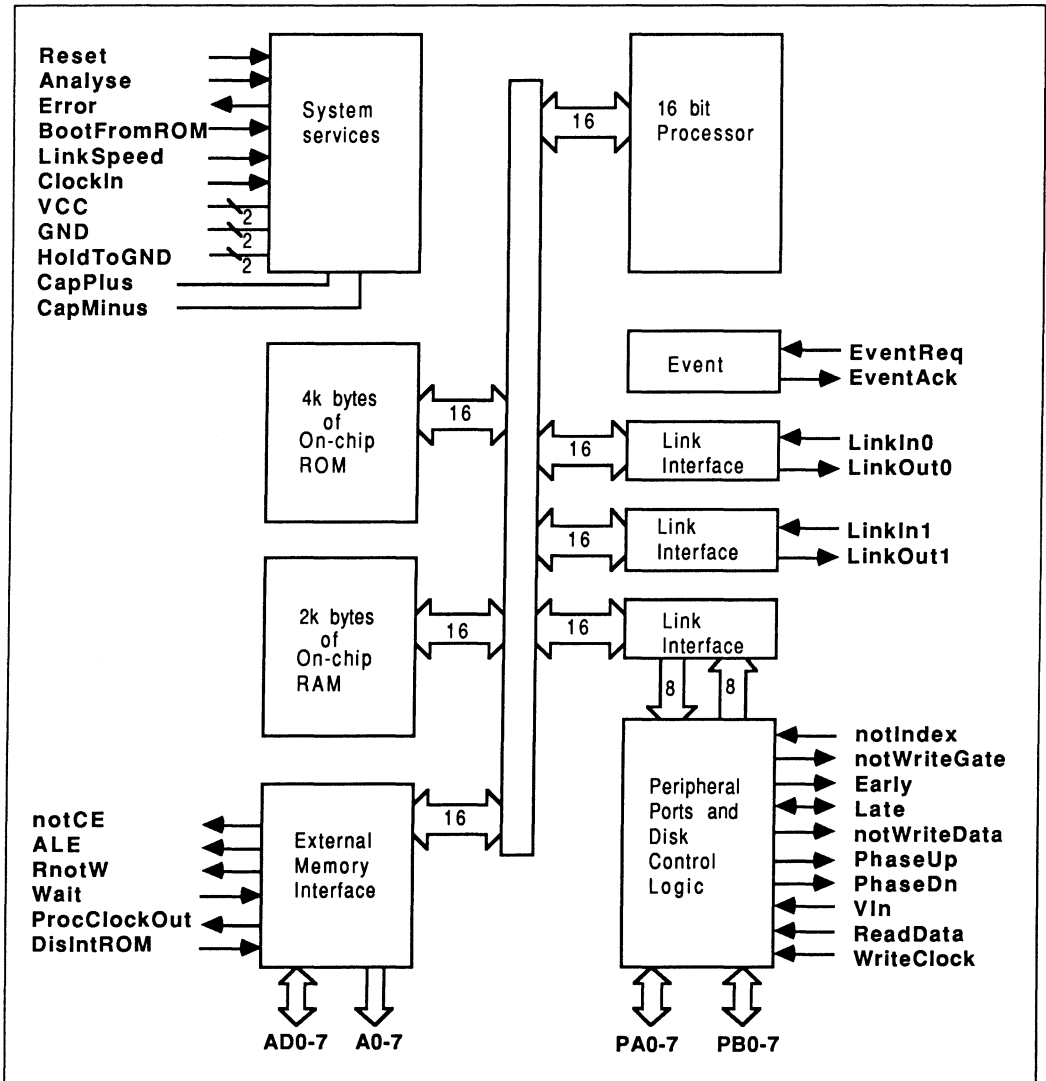 Reset
Analyse
Error
BootFromROM
LinkSpeed
ClockIn
VCC
2
GND
2
HoldToGND
2
CapPlus
CapMinus
System
services
16
16 bit
Processor
4k bytes
of
On-chip
ROM
16
Event
EventReq
EventAck
16
Link
Interface
LinkIn0
LinkOut0
16
Link
Interface
LinkIn1
LinkOut1
2k bytes
of
On-chip
RAM
16
16
Link
Interface
8
8
notCE
ALE
RnotW
Wait
ProcClockOut
DisIntROM
External
Memory
Interface
16
AD0-7
A0-7
Peripheral
Ports and
Disk
Control
Logic
notIndex
notWriteGate
Early
Late
notWriteData
PhaseUp
PhaseDn
VIn
ReadData
WriteClock
PA0-7
PB0-7